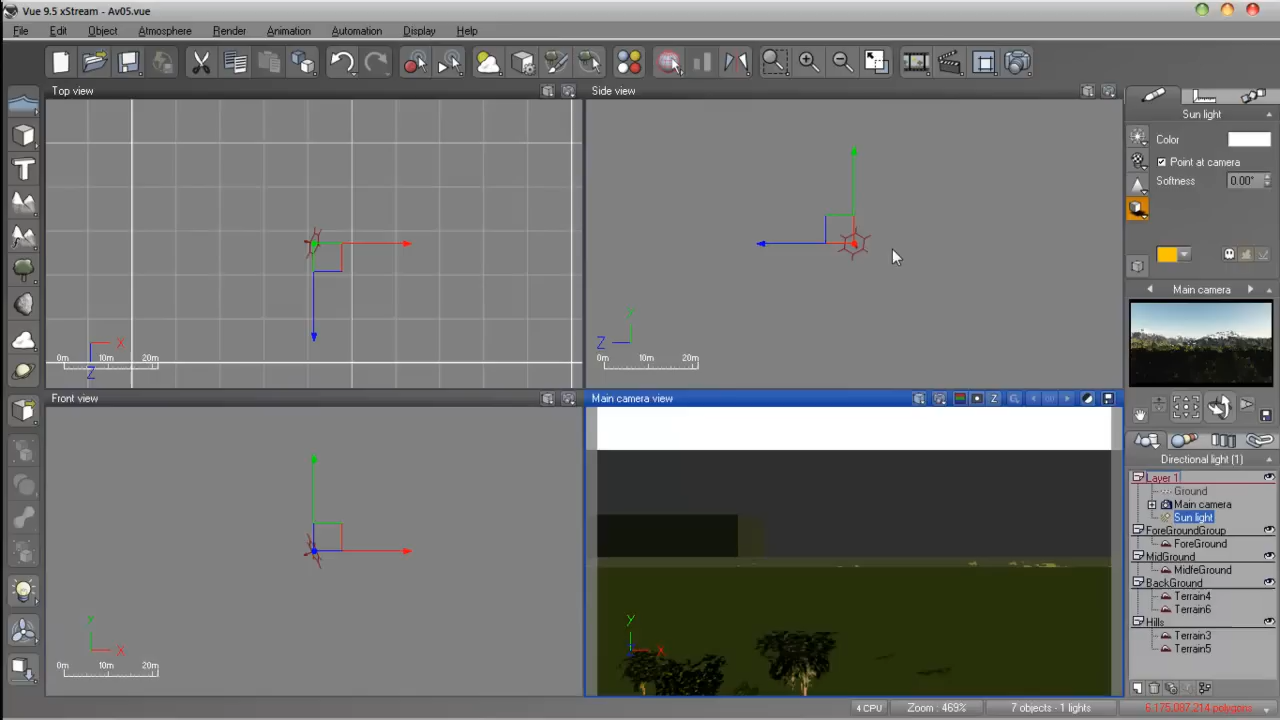 Vue 9.5 xStream - Av05.vue
File Edit Object Atmosphere Render Animation Automation Display Help
Top view
Side view
X
Z
0m 10m 20m
Y
Z
0m 10m 20m
Front view
Main camera view
Z
Y
X
0m 10m 20m
Y
X
Sun light
Color
Point at camera
Softness 0.00°
Main camera
Directional light (1)
Layer 1
Ground
Main camera
Sun light
ForeGroundGroup
ForeGround
MidGround
MidfeGround
BackGround
Terrain4
Terrain6
Hills
Terrain3
Terrain5
4 CPU Zoom : 469% 7 objects - 1 lights 6 175 087 214 polygons